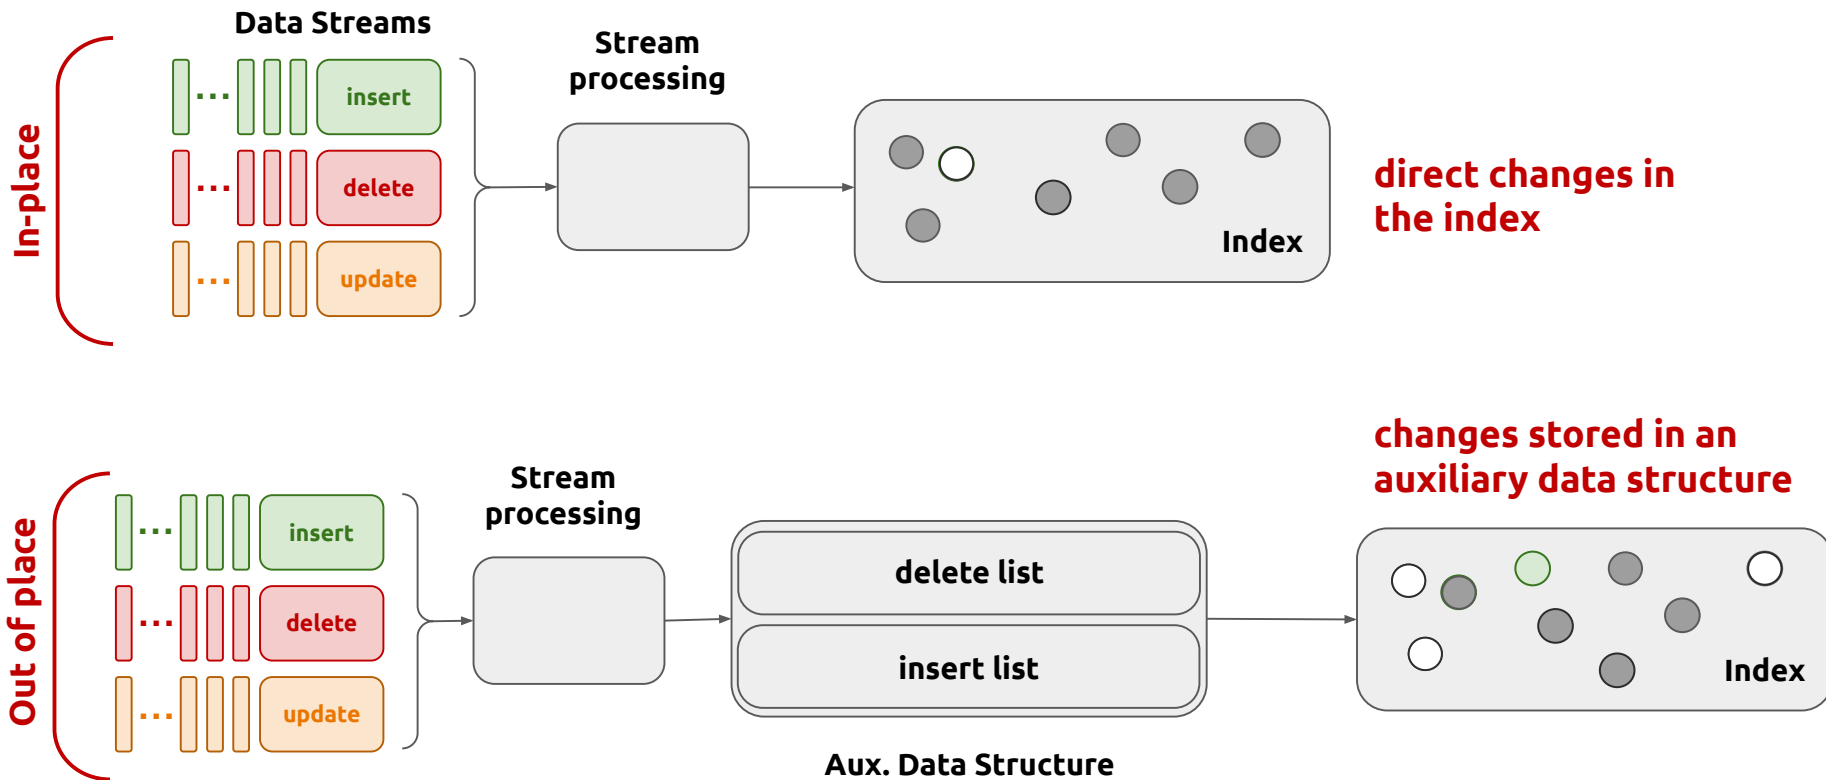 Data Streams
Stream
processing
In-place
insert
delete
update
Index
direct changes in
the index
changes stored in an
auxiliary data structure
Stream
processing
Out of place
insert
delete
update
delete list
insert list
Index
Aux. Data Structure